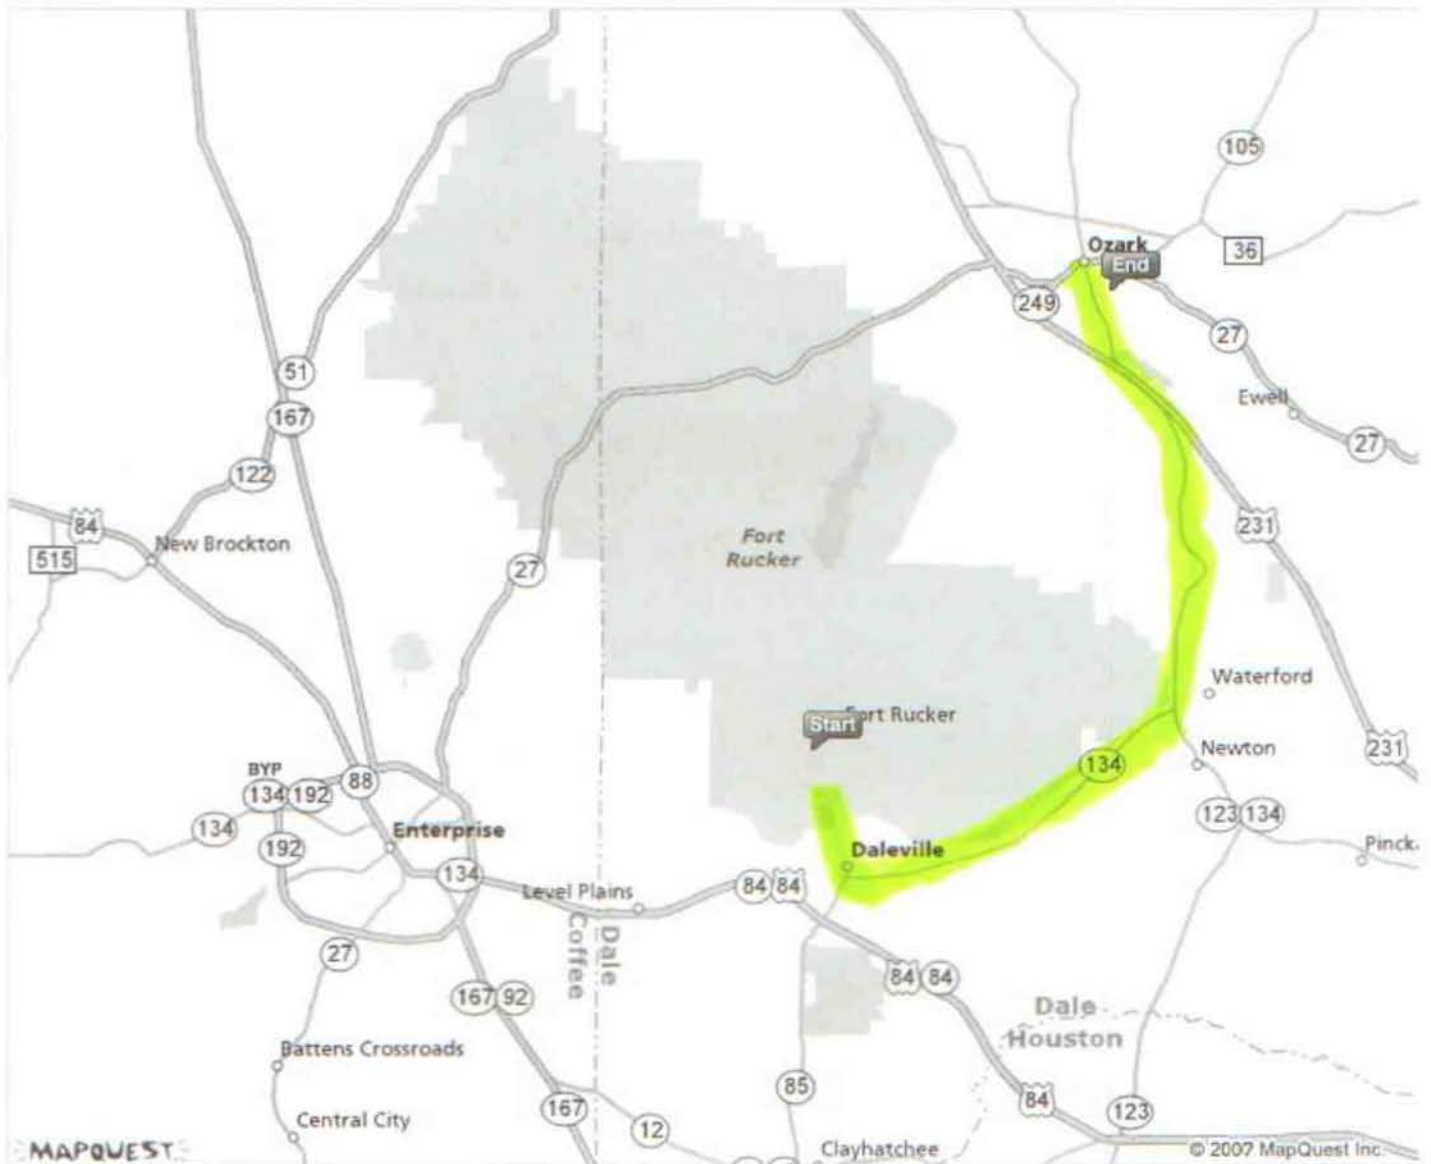 105
Ozark
End
36
249
27
51
Ewell
167
27
122
84
231
New Brockton
Fort
Rucker
515
27
Waterford
Start
Fort Rucker
231
Newton
BYP
134
134
192
88
123
134
134
Enterprise
192
Daleville
Pinck.
134
Level Plains
84
84
Dale
Coffee
27
84
84
167
92
Dale
Houston
Battens Crossroads
85
84
167
123
Central City
12
MAPQUEST
Clayhatchee
© 2007 MapQuest Inc.